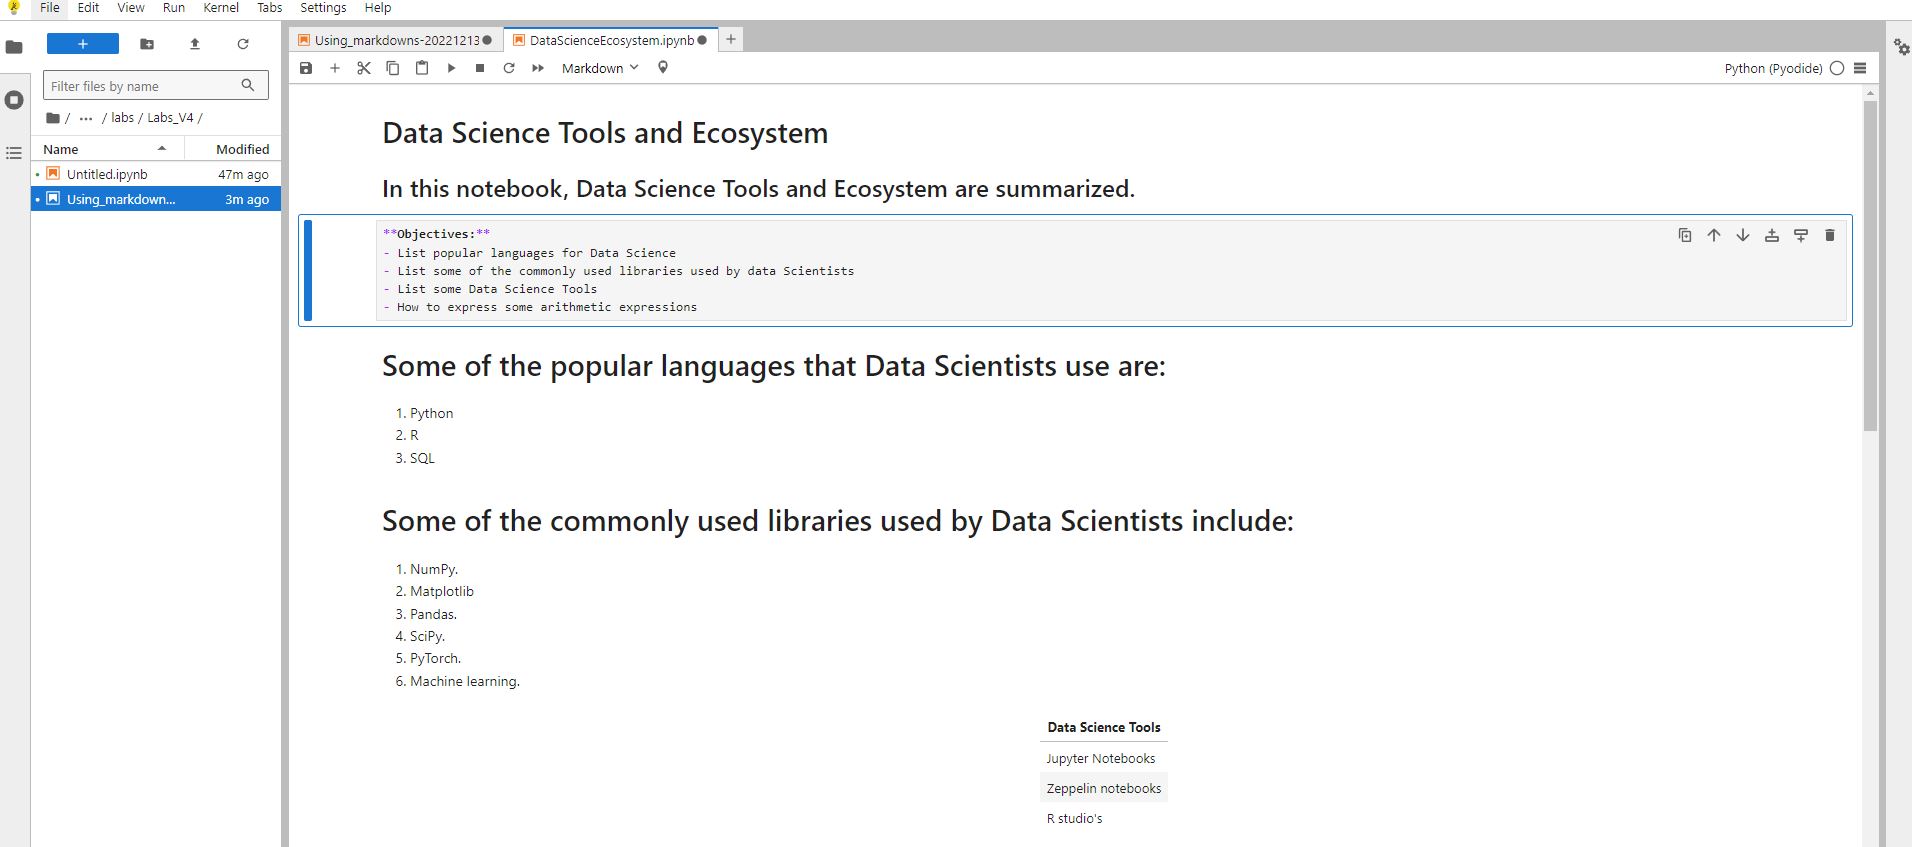 File Edit View Run Kernel Tabs Settings Help
+
Filter files by name
/ ··· / labs / Labs_V4 /
Name Modified
Untitled.ipynb 47m ago
Using_markdown... 3m ago
Using_markdowns-20221213
DataScienceEcosystem.ipynb
+
Markdown
Python (Pyodide)
Data Science Tools and Ecosystem
In this notebook, Data Science Tools and Ecosystem are summarized.
**Objectives:**
- List popular languages for Data Science
- List some of the commonly used libraries used by data Scientists
- List some Data Science Tools
- How to express some arithmetic expressions
Some of the popular languages that Data Scientists use are:
1. Python
2. R
3. SQL
Some of the commonly used libraries used by Data Scientists include:
1. NumPy.
2. Matplotlib
3. Pandas.
4. SciPy.
5. PyTorch.
6. Machine learning.
Data Science Tools
Jupyter Notebooks
Zeppelin notebooks
R studio's